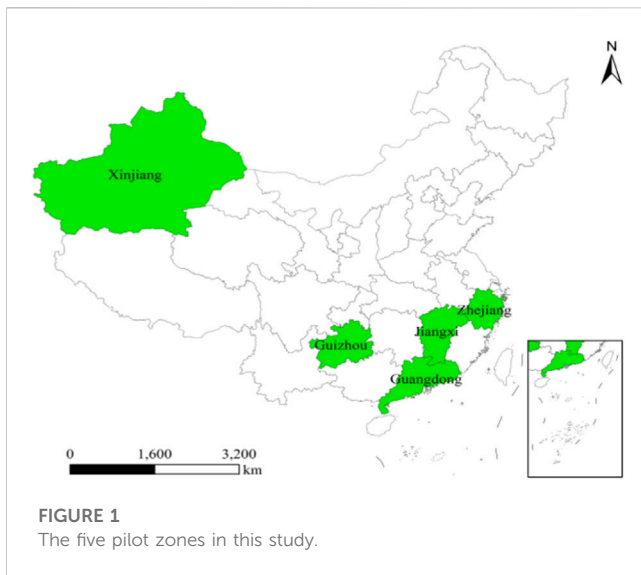 N
Xinjiang
Zhejiang
Jiangxi
Guizhou
Guangdong
0 1,600 3,200
km
FIGURE 1
The five pilot zones in this study.